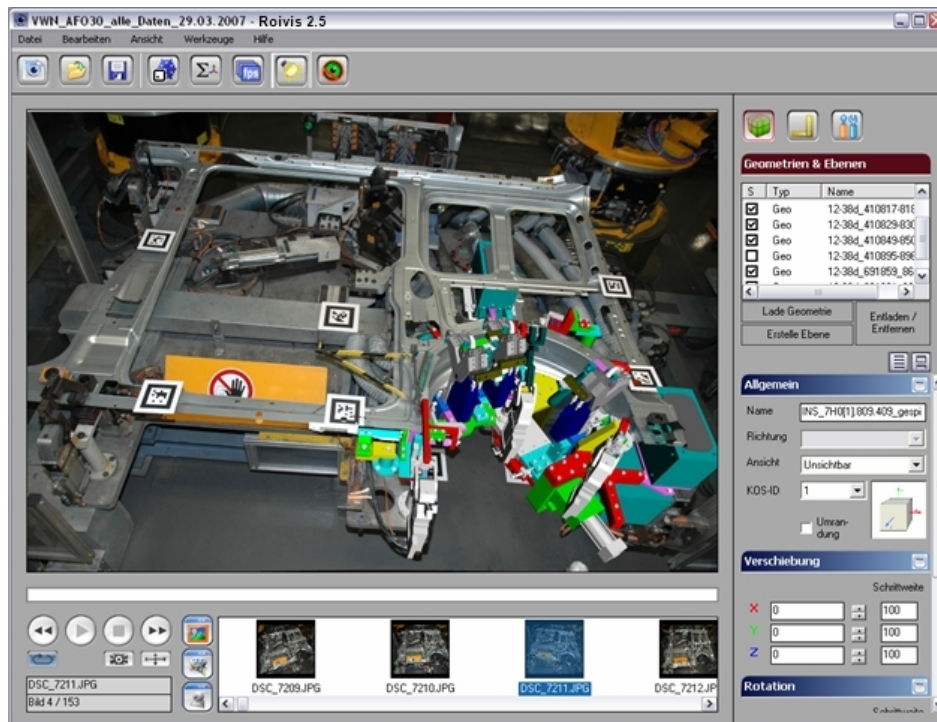 VWN_AFO30_alle_Daten_29.03.2007 - Roivis 2.5
Datei Bearbeiten Ansicht Werkzeuge Hilfe
fps
Geometrien & Ebenen
S Typ Name
Geo 12-38d_410817-818
Geo 12-38d_410829-830
Geo 12-38d_410849-850
Geo 12-38d_410895-896
Geo 12-38d_691859_86
Lade Geometrie
Entladen / Entfernen
Erstelle Ebene
Allgemein
Name INS_7H0[1].809.409_gespi
Richtung
Ansicht Unsichtbar
KOS-ID 1
Umran-
dung
Verschiebung
Schrittweite
X 0 100
Y 0 100
Z 0 100
Rotation
Schrittweite
DSC_7211.JPG
Bild 4 / 153
DSC_7209.JPG DSC_7210.JPG DSC_7211.JPG DSC_7212.JP